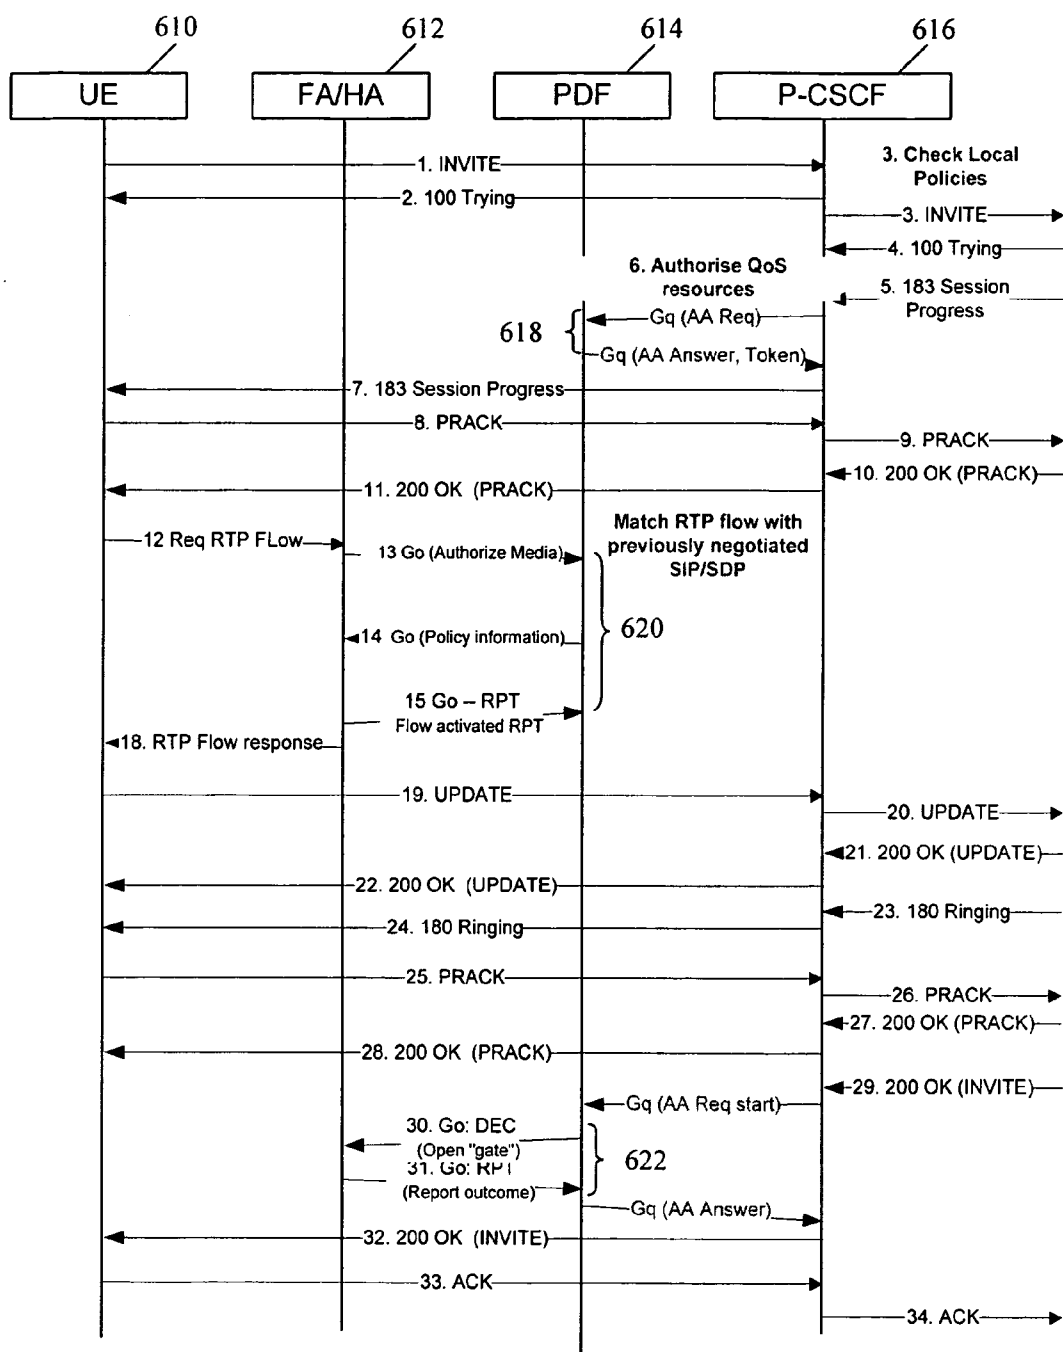 610
612
614
616
UE
FA/HA
PDF
P-CSCF
1. INVITE
3. Check Local
Policies
2. 100 Trying
3. INVITE
4. 100 Trying
6. Authorise QoS
resources
5. 183 Session
Progress
618
Gq (AA Req)
Gq (AA Answer, Token)
7. 183 Session Progress
8. PRACK
9. PRACK
10. 200 OK (PRACK)
11. 200 OK (PRACK)
12 Req RTP FLow
13 Go (Authorize Media)
Match RTP flow with
previously negotiated
SIP/SDP
620
14 Go (Policy information)
15 Go – RPT
Flow activated RPT
18. RTP Flow response
19. UPDATE
20. UPDATE
21. 200 OK (UPDATE)
22. 200 OK (UPDATE)
23. 180 Ringing
24. 180 Ringing
25. PRACK
26. PRACK
27. 200 OK (PRACK)
28. 200 OK (PRACK)
29. 200 OK (INVITE)
Gq (AA Req start)
30. Go: DEC
(Open "gate")
622
31. Go: RPT
(Report outcome)
Gq (AA Answer)
32. 200 OK (INVITE)
33. ACK
34. ACK